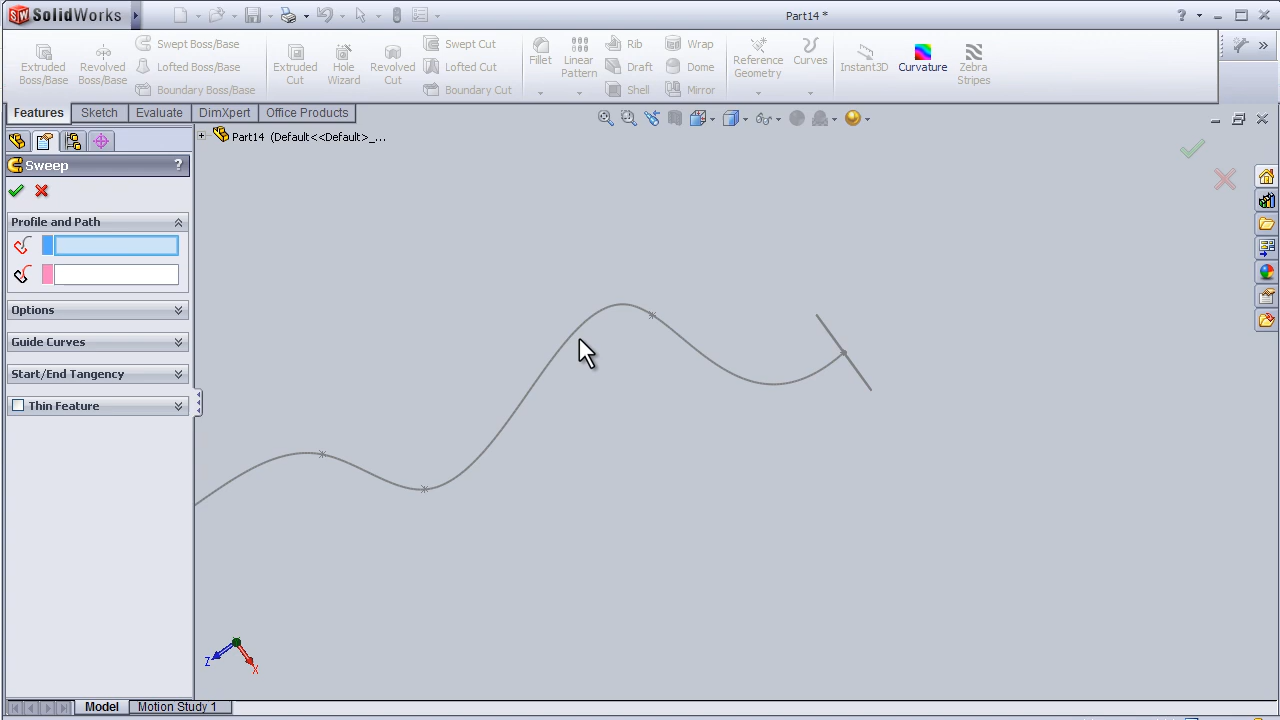 SolidWorks
Part14 *
Extruded Boss/Base
Revolved Boss/Base
Swept Boss/Base
Lofted Boss/Base
Boundary Boss/Base
Extruded Cut
Hole Wizard
Revolved Cut
Swept Cut
Lofted Cut
Boundary Cut
Fillet
Linear Pattern
Rib
Draft
Shell
Wrap
Dome
Mirror
Reference Geometry
Curves
Instant3D
Curvature
Zebra Stripes
Features
Sketch
Evaluate
DimXpert
Office Products
Part14 (Default<<Default>_...
Sweep
?
Profile and Path
Options
Guide Curves
Start/End Tangency
Thin Feature
Z
X
Model
Motion Study 1